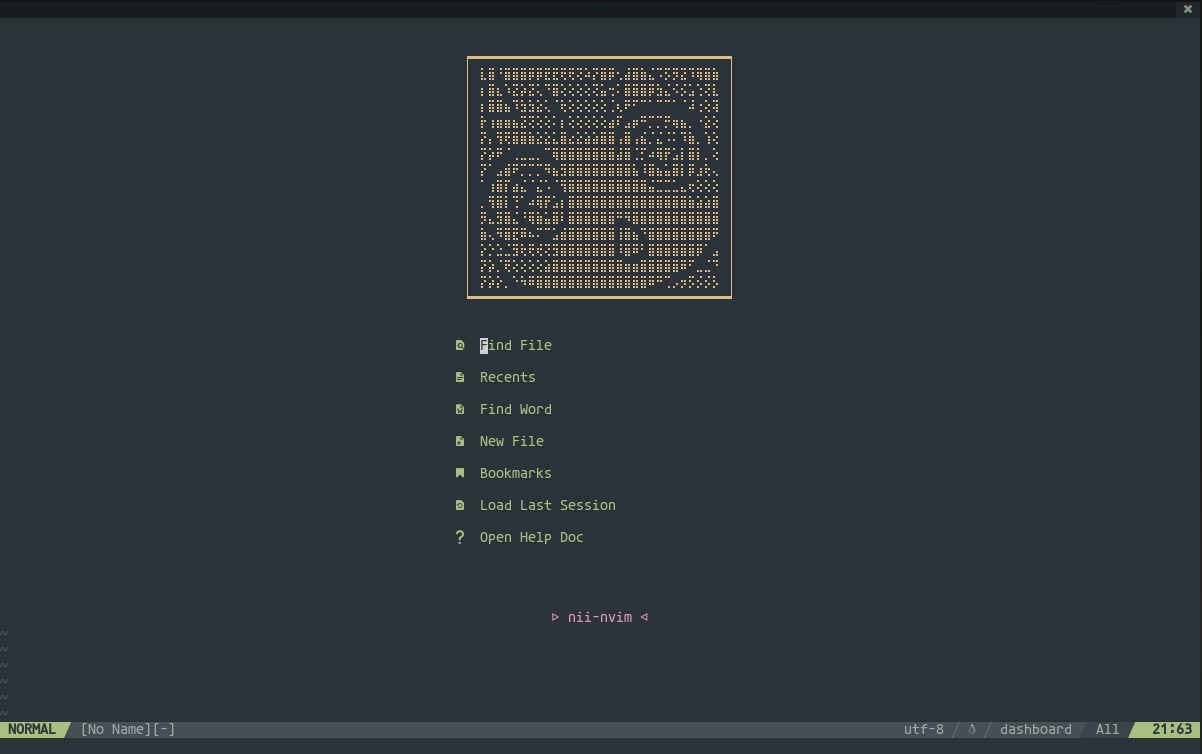 Find File
Recents
Find Word
New File
Bookmarks
Load Last Session
? Open Help Doc
▷ nii-nvim ◁
~
~
~
~
~
~
NORMAL [No Name][-] utf-8 / / dashboard All 21:63